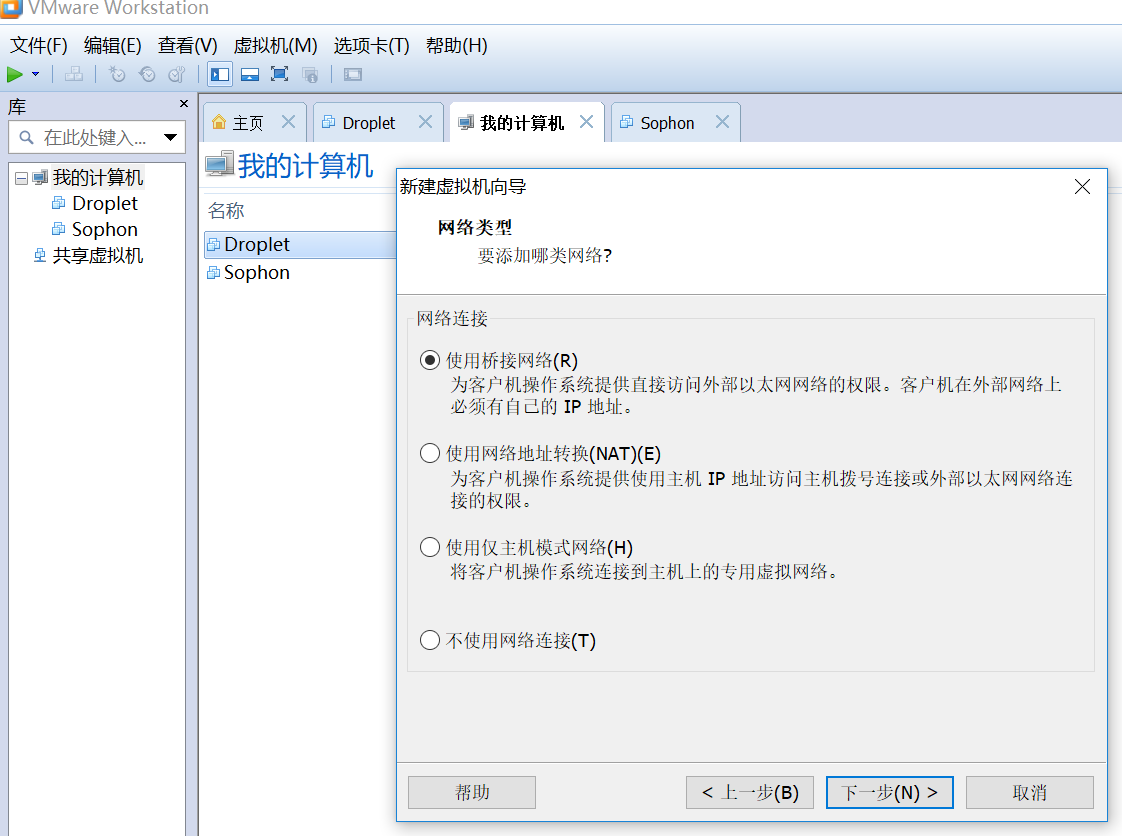 VMware Workstation
文件(F) 编辑(E) 查看(V) 虚拟机(M) 选项卡(T) 帮助(H)
库
在此处键入...
我的计算机
Droplet
Sophon
共享虚拟机
主页 Droplet 我的计算机 Sophon
我的计算机
名称
Droplet
Sophon
新建虚拟机向导
网络类型
要添加哪类网络?
网络连接
使用桥接网络(R)
为客户机操作系统提供直接访问外部以太网网络的权限。客户机在外部网络上
必须有自己的 IP 地址。
使用网络地址转换(NAT)(E)
为客户机操作系统提供使用主机 IP 地址访问主机拨号连接或外部以太网网络连
接的权限。
使用仅主机模式网络(H)
将客户机操作系统连接到主机上的专用虚拟网络。
不使用网络连接(T)
帮助 < 上一步(B) 下一步(N) > 取消